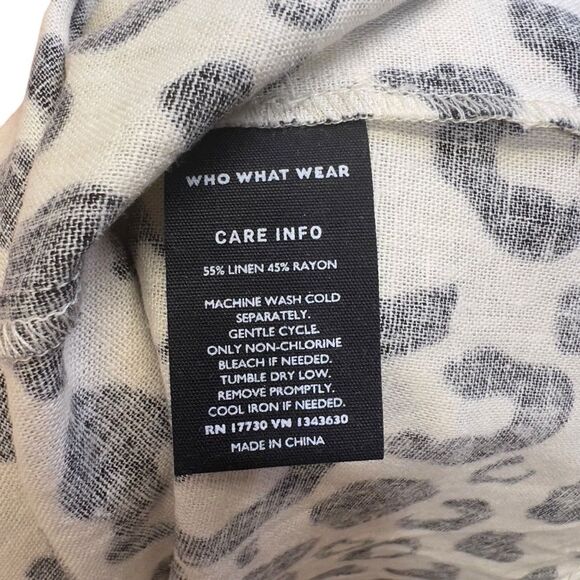 WHO WHAT WEAR
CARE INFO
55% LINEN 45% RAYON
MACHINE WASH COLD
SEPARATELY.
GENTLE CYCLE.
ONLY NON-CHLORINE
BLEACH IF NEEDED.
TUMBLE DRY LOW.
REMOVE PROMPTLY.
COOL IRON IF NEEDED.
RN 17730 VN 1343630
MADE IN CHINA